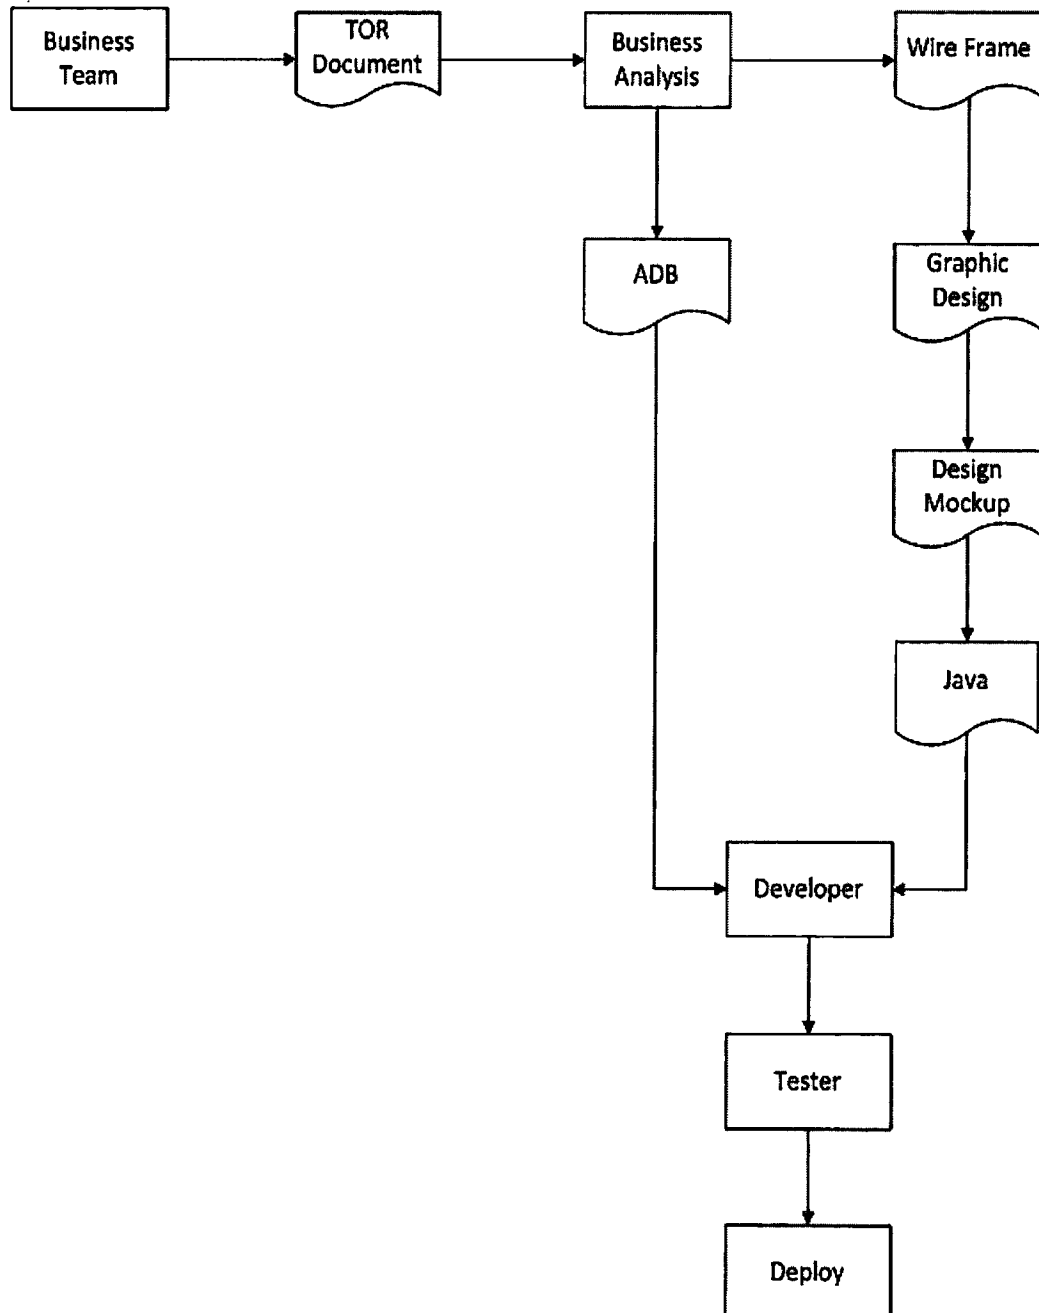 Business
Team
TOR
Document
Business
Analysis
Wire Frame
ADB
Graphic
Design
Design
Mockup
Java
Developer
Tester
Deploy